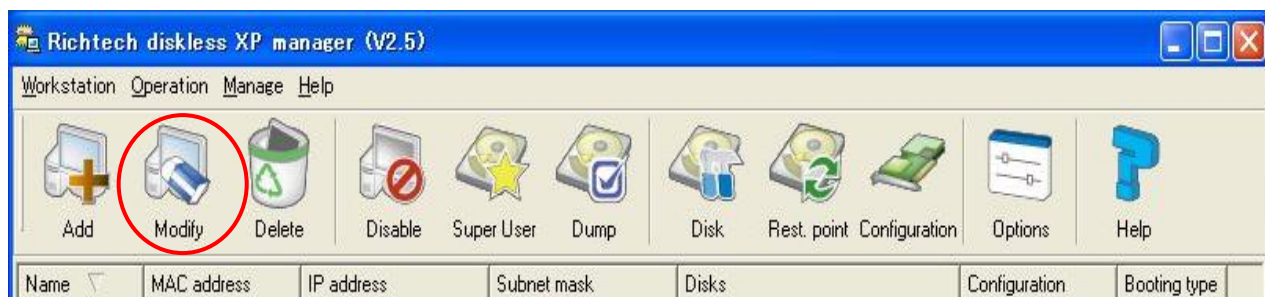 Richtech diskless XP manager (V2.5)
Workstation Operation Manage Help
Add Modify Delete Disable Super User Dump Disk Rest. point Configuration Options Help
Name MAC address IP address Subnet mask Disks Configuration Booting type